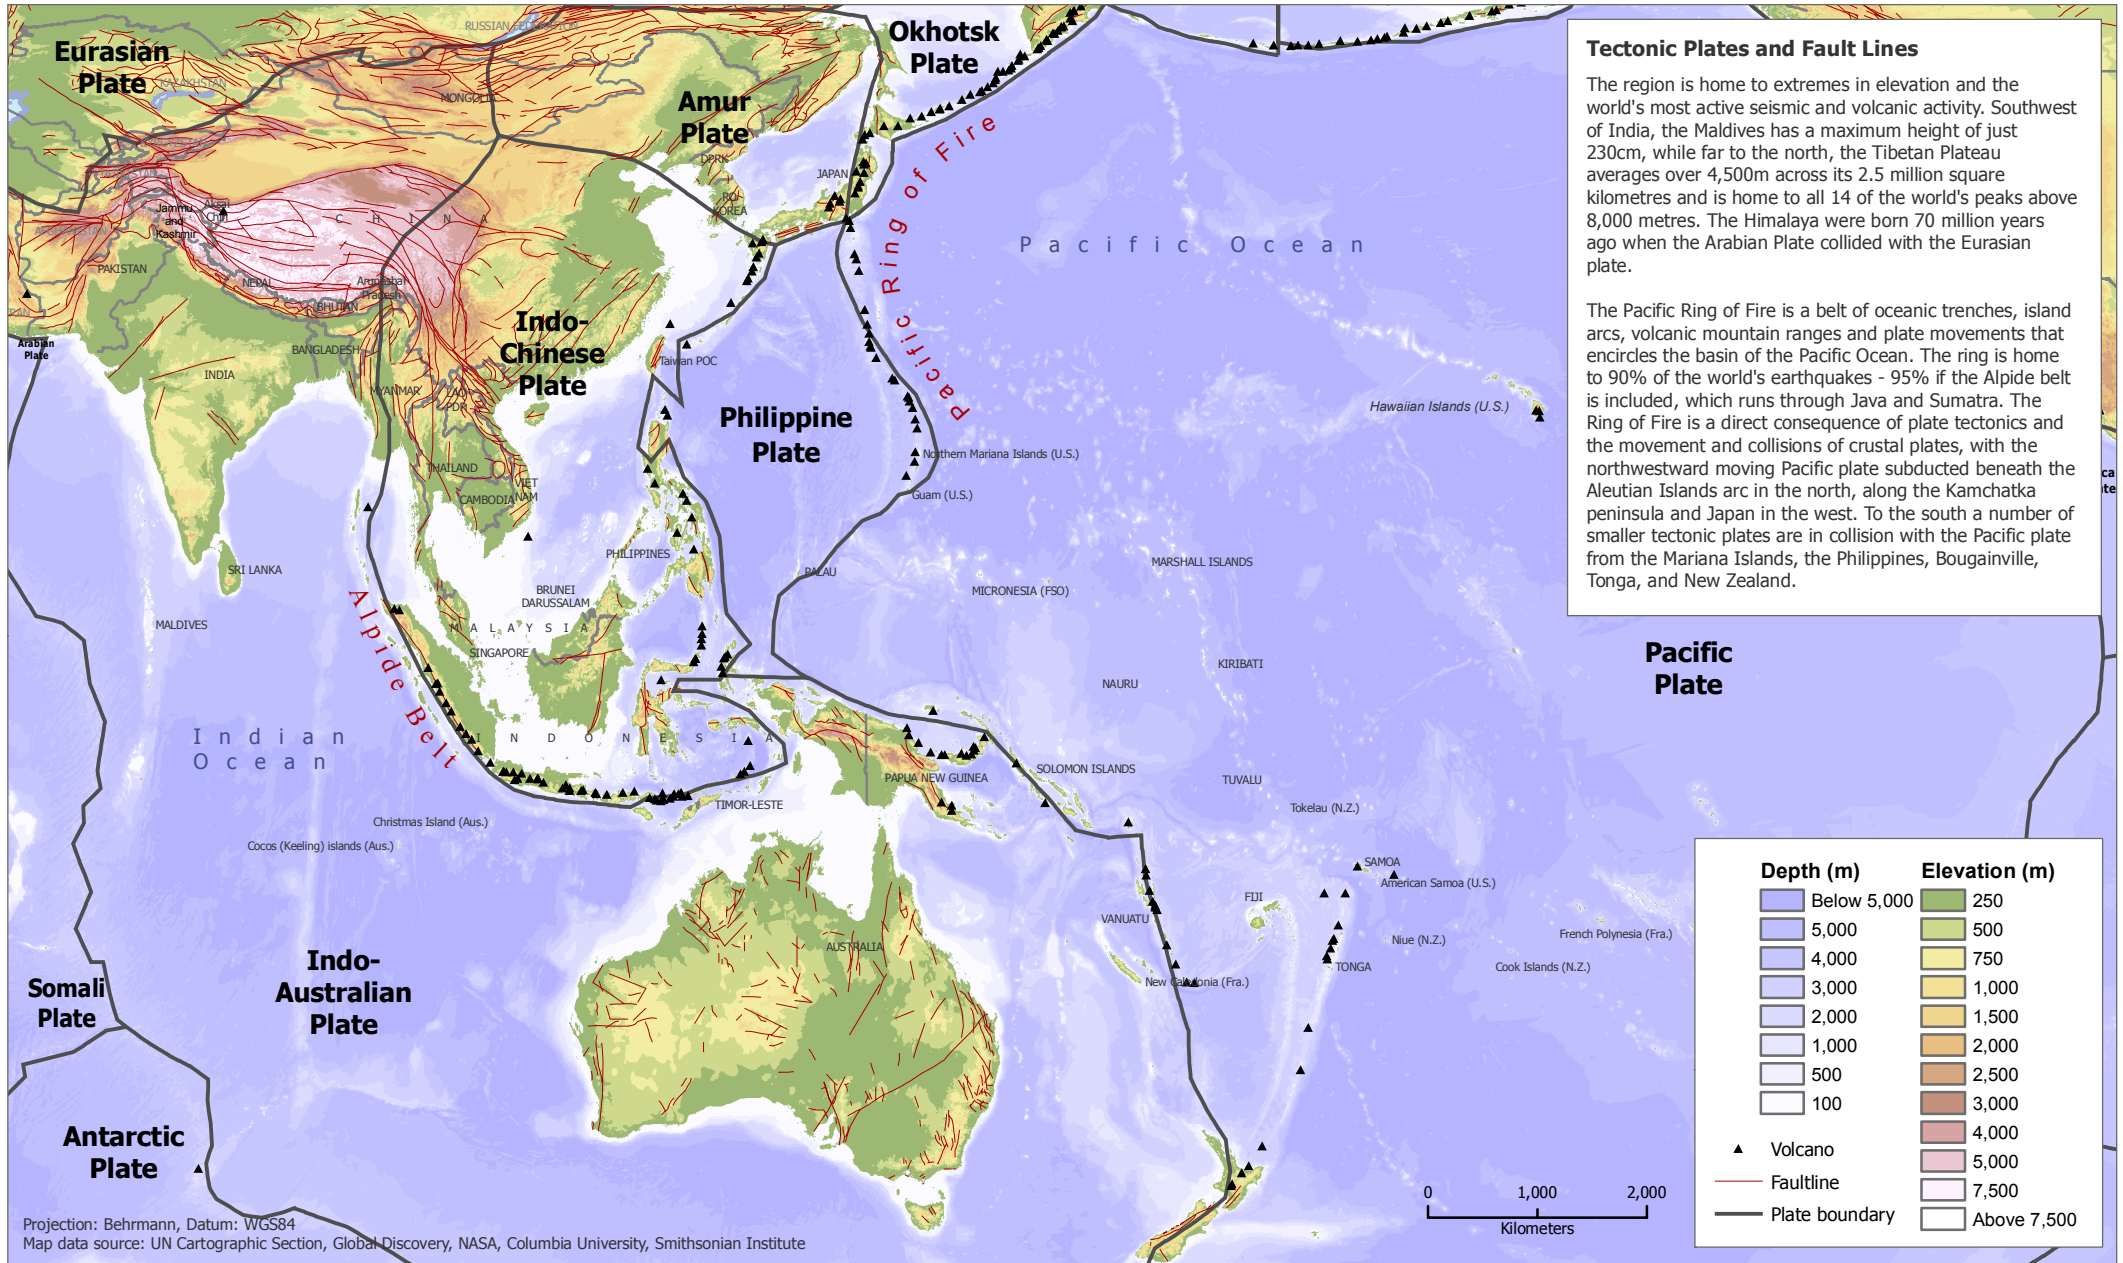 Eurasian
Plate
RUSSIAN FEDERATION
KAZAKHSTAN
MONGOLIA
Okhotsk
Plate
Amur
Plate
DPRK
RO
KOREA
JAPAN
Pacific Ring of Fire
Pacific Ocean
Tectonic Plates and Fault Lines
The region is home to extremes in elevation and the
world's most active seismic and volcanic activity. Southwest
of India, the Maldives has a maximum height of just
230cm, while far to the north, the Tibetan Plateau
averages over 4,500m across its 2.5 million square
kilometres and is home to all 14 of the world's peaks above
8,000 metres. The Himalaya were born 70 million years
ago when the Arabian Plate collided with the Eurasian
plate.
The Pacific Ring of Fire is a belt of oceanic trenches, island
arcs, volcanic mountain ranges and plate movements that
encircles the basin of the Pacific Ocean. The ring is home
to 90% of the world's earthquakes - 95% if the Alpide belt
is included, which runs through Java and Sumatra. The
Ring of Fire is a direct consequence of plate tectonics and
the movement and collisions of crustal plates, with the
northwestward moving Pacific plate subducted beneath the
Aleutian Islands arc in the north, along the Kamchatka
peninsula and Japan in the west. To the south a number of
smaller tectonic plates are in collision with the Pacific plate
from the Mariana Islands, the Philippines, Bougainville,
Tonga, and New Zealand.
Jammu
and
Kashmir
Aksai
Chin
CHINA
AFGHANISTAN
PAKISTAN
NEPAL
BHUTAN
Arunashal
Pradesh
Arabian
Plate
BANGLADESH
INDIA
MYANMAR
LAO
PDR
Indo-
Chinese
Plate
Taiwan POC
Philippine
Plate
Hawaiian Islands (U.S.)
Northern Mariana Islands (U.S.)
Guam (U.S.)
THAILAND
CAMBODIA
VIET
NAM
PHILIPPINES
SRI LANKA
MALDIVES
BRUNEI
DARUSSALAM
MALAYSIA
SINGAPORE
PALAU
MICRONESIA (FSO)
MARSHALL ISLANDS
KIRIBATI
NAURU
Pacific
Plate
Alpide Belt
Indian
Ocean
INDONESIA
PAPUA NEW GUINEA
SOLOMON ISLANDS
TUVALU
TIMOR-LESTE
Tokelau (N.Z.)
Christmas Island (Aus.)
Cocos (Keeling) islands (Aus.)
SAMOA
American Samoa (U.S.)
FIJI
VANUATU
AUSTRALIA
Niue (N.Z.)
French Polynesia (Fra.)
Cook Islands (N.Z.)
TONGA
New Caledonia (Fra.)
Indo-
Australian
Plate
Somali
Plate
Antarctic
Plate
Depth (m)
Below 5,000
5,000
4,000
3,000
2,000
1,000
500
100
Elevation (m)
250
500
750
1,000
1,500
2,000
2,500
3,000
4,000
5,000
7,500
Above 7,500
Volcano
Faultline
Plate boundary
0 1,000 2,000
Kilometers
Projection: Behrmann, Datum: WGS84
Map data source: UN Cartographic Section, Global Discovery, NASA, Columbia University, Smithsonian Institute